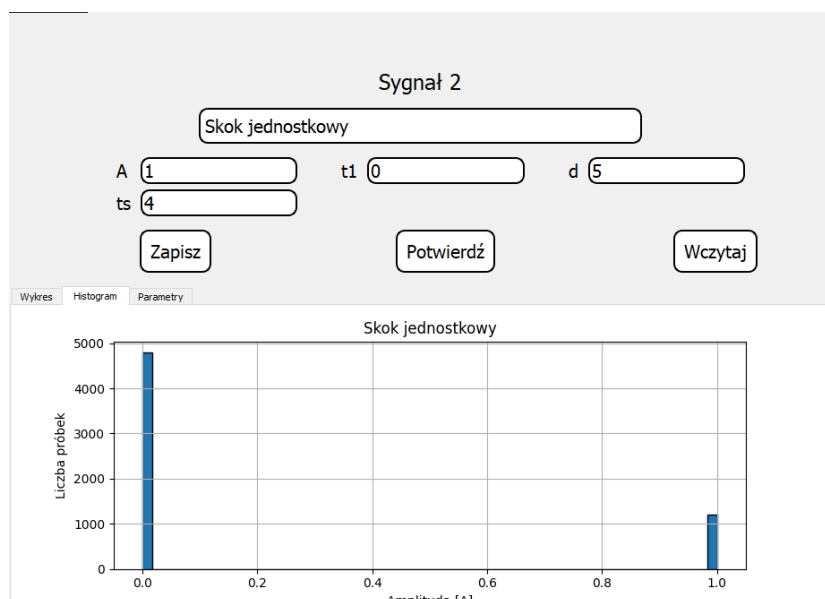 Sygnał 2
Skok jednostkowy
A 1 t1 0 d 5
ts 4
Zapisz Potwierdź Wczytaj
Wykres Histogram Parametry
Skok jednostkowy
5000
4000
3000
2000
1000
0
Liczba próbek
0.0 0.2 0.4 0.6 0.8 1.0
Amplituda [A]